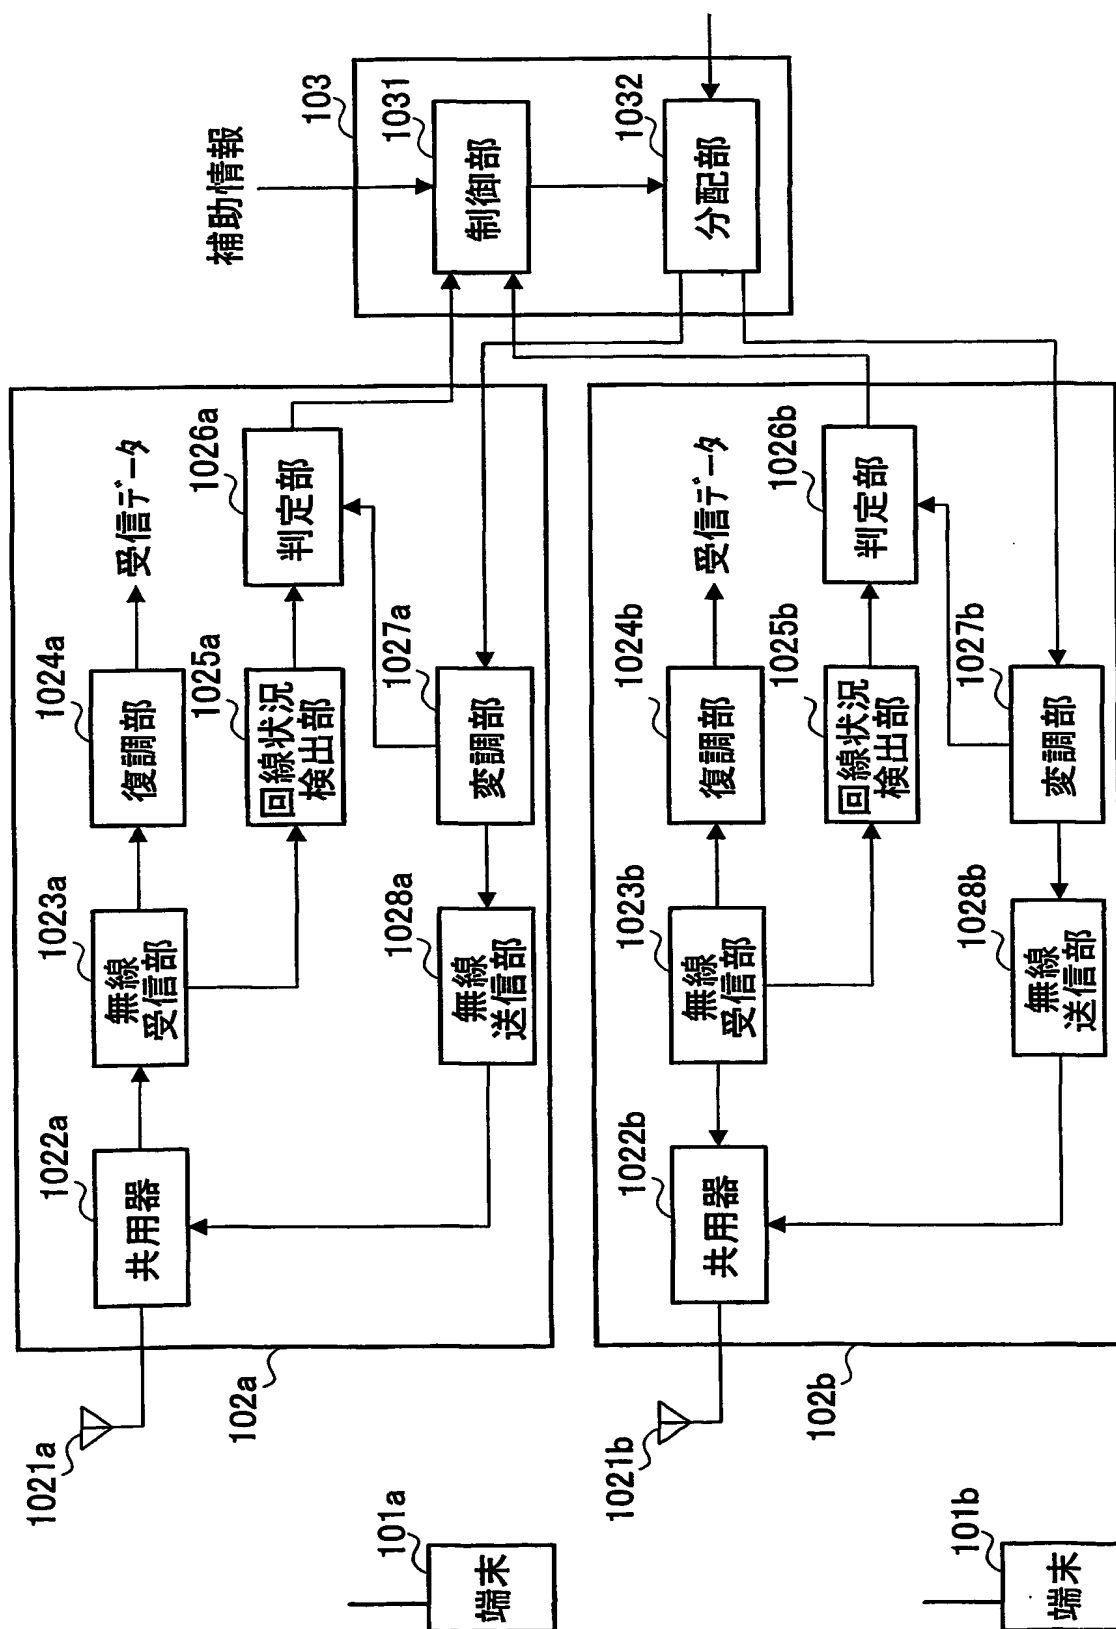 補助情報
103
1031
制御部
1032
分配部
102a
1021a
1022a
共用器
1023a
無線
受信部
1024a
復調部
受信データ
1025a
回線状況
検出部
1026a
判定部
1027a
変調部
1028a
無線
送信部
101a
端末
102b
1021b
1022b
共用器
1023b
無線
受信部
1024b
復調部
受信データ
1025b
回線状況
検出部
1026b
判定部
1027b
変調部
1028b
無線
送信部
101b
端末